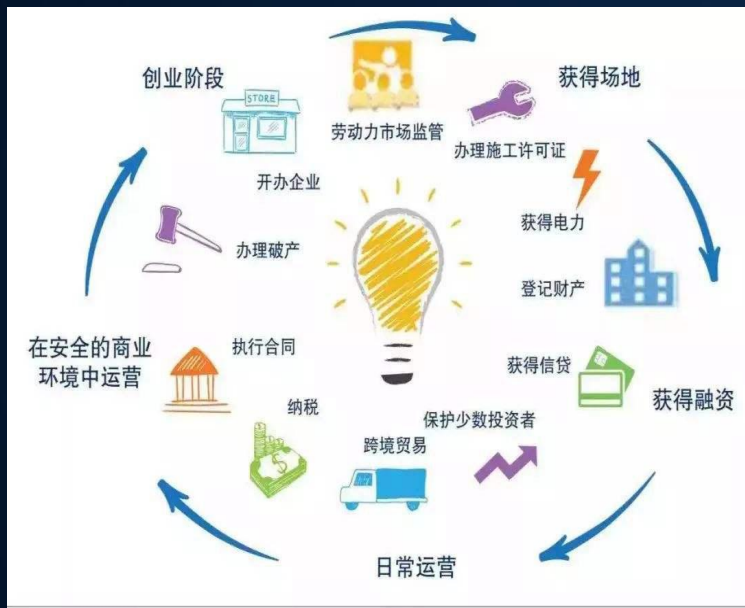 创业阶段
STORE
开办企业
劳动力市场监管
获得场地
办理施工许可证
获得电力
登记财产
获得信贷
获得融资
保护少数投资者
跨境贸易
日常运营
纳税
$
执行合同
在安全的商业
环境中运营
办理破产